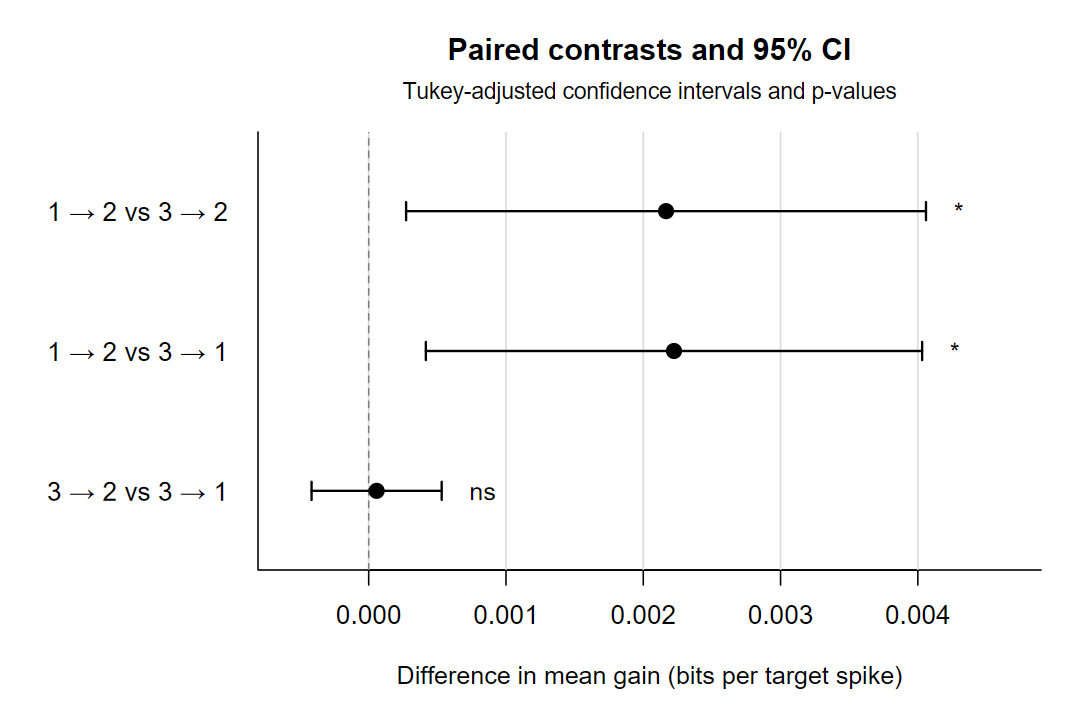 Paired contrasts and 95% CI
Tukey-adjusted confidence intervals and p-values
1 → 2 vs 3 → 2
*
1 → 2 vs 3 → 1
*
3 → 2 vs 3 → 1
ns
0.000 0.001 0.002 0.003 0.004
Difference in mean gain (bits per target spike)